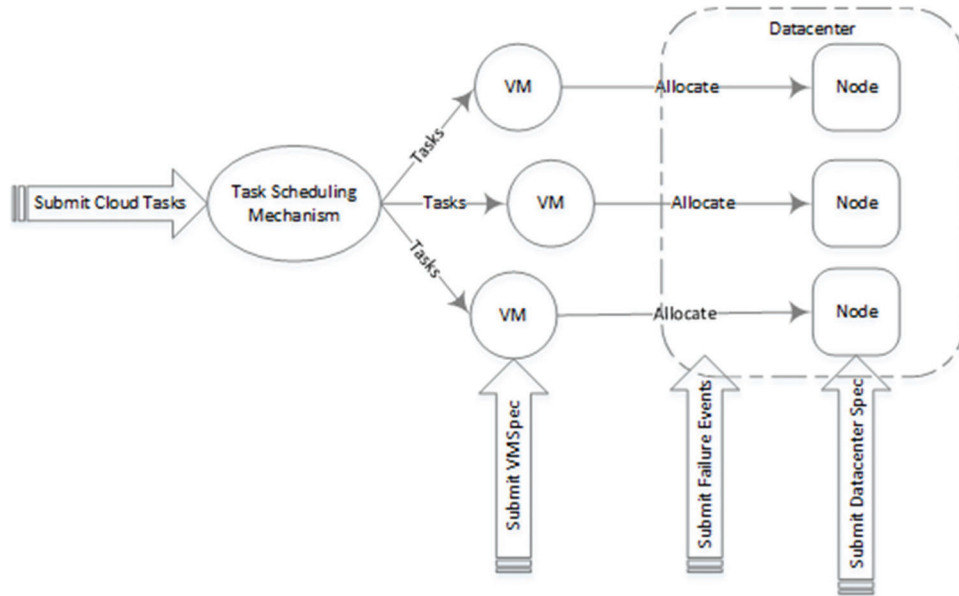 Datacenter
VM
Allocate
Node
Tasks
Submit Cloud Tasks
Task Scheduling
Mechanism
Tasks
VM
Allocate
Node
Tasks
VM
Allocate
Node
Submit VMSpec
Submit Failure Events
Submit Datacenter Spec